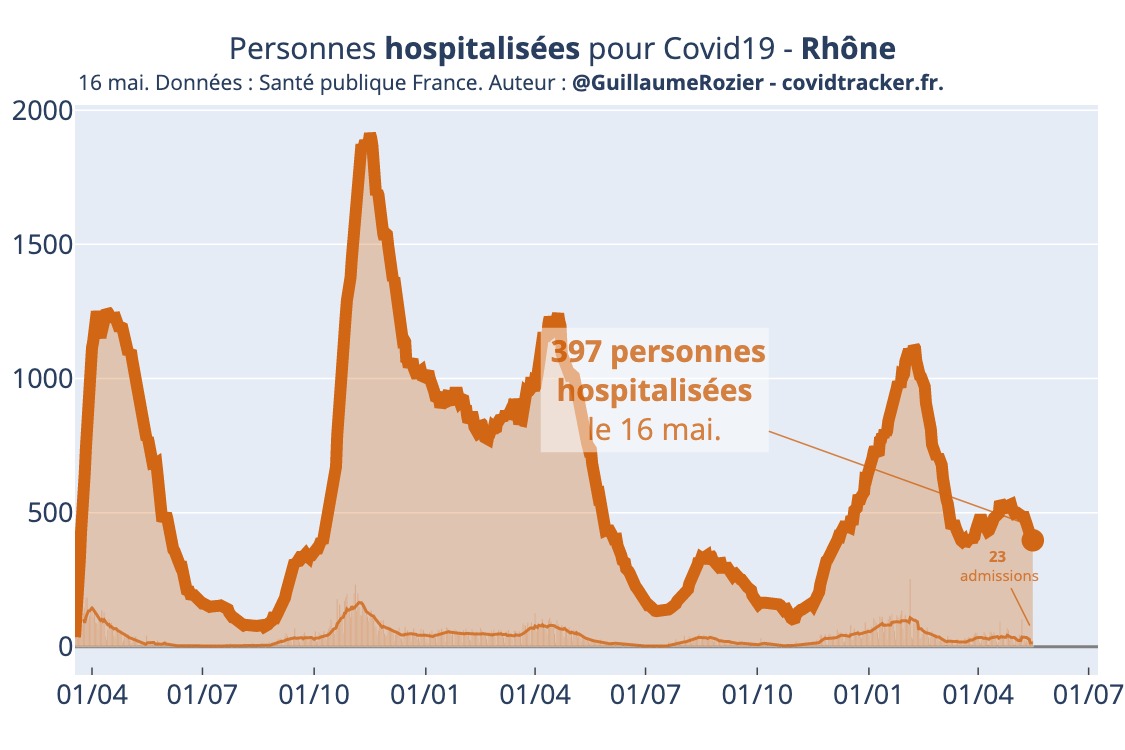 Personnes hospitalisées pour Covid19 - Rhône
16 mai. Données : Santé publique France. Auteur : @GuillaumeRozier - covidtracker.fr.
2000
1500
1000
500
0
397 personnes
hospitalisées
le 16 mai.
23
admissions
01/04 01/07 01/10 01/01 01/04 01/07 01/10 01/01 01/04 01/07